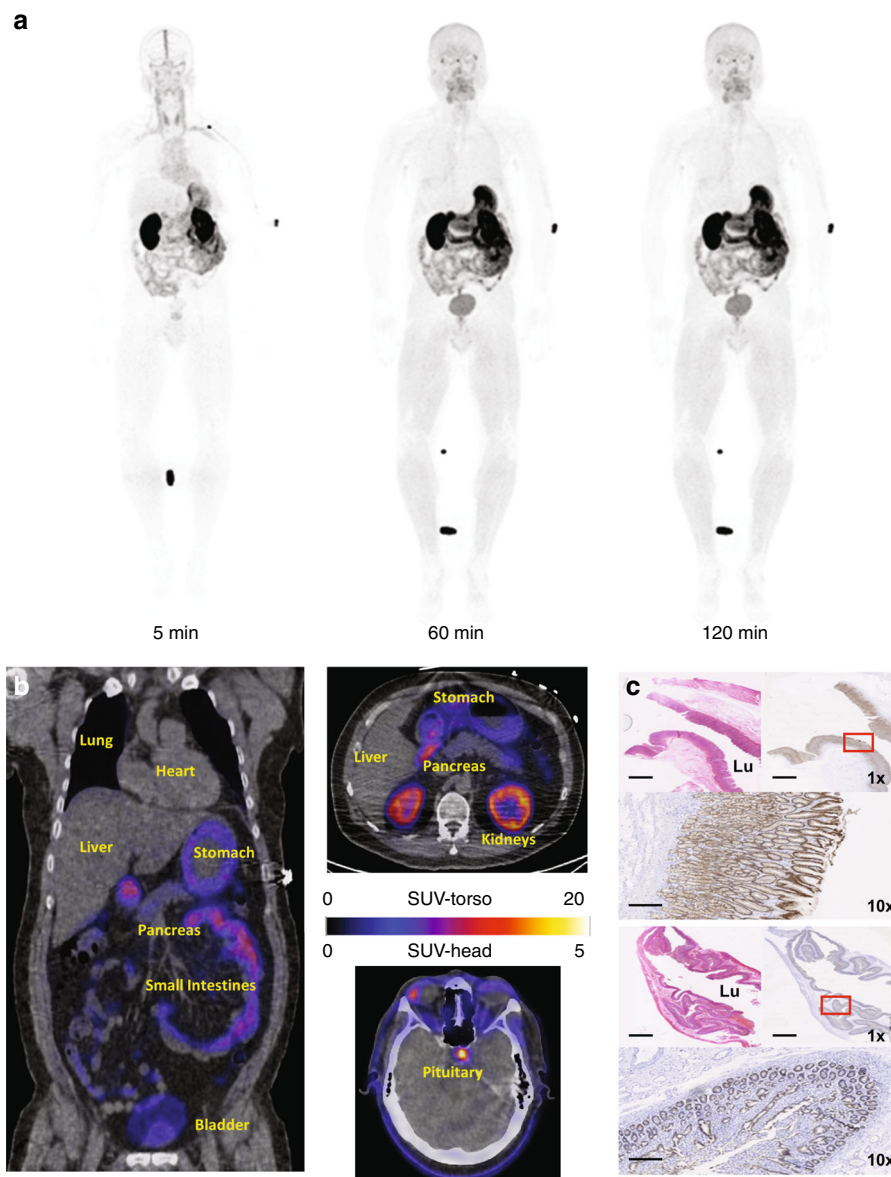 a
5 min
60 min
120 min
b
Lung
Heart
Liver
Stomach
Pancreas
Small Intestines
Bladder
Stomach
Liver
Pancreas
Kidneys
0 SUV-torso 20
0 SUV-head 5
Pituitary
c
Lu
1x
10x
Lu
1x
10x